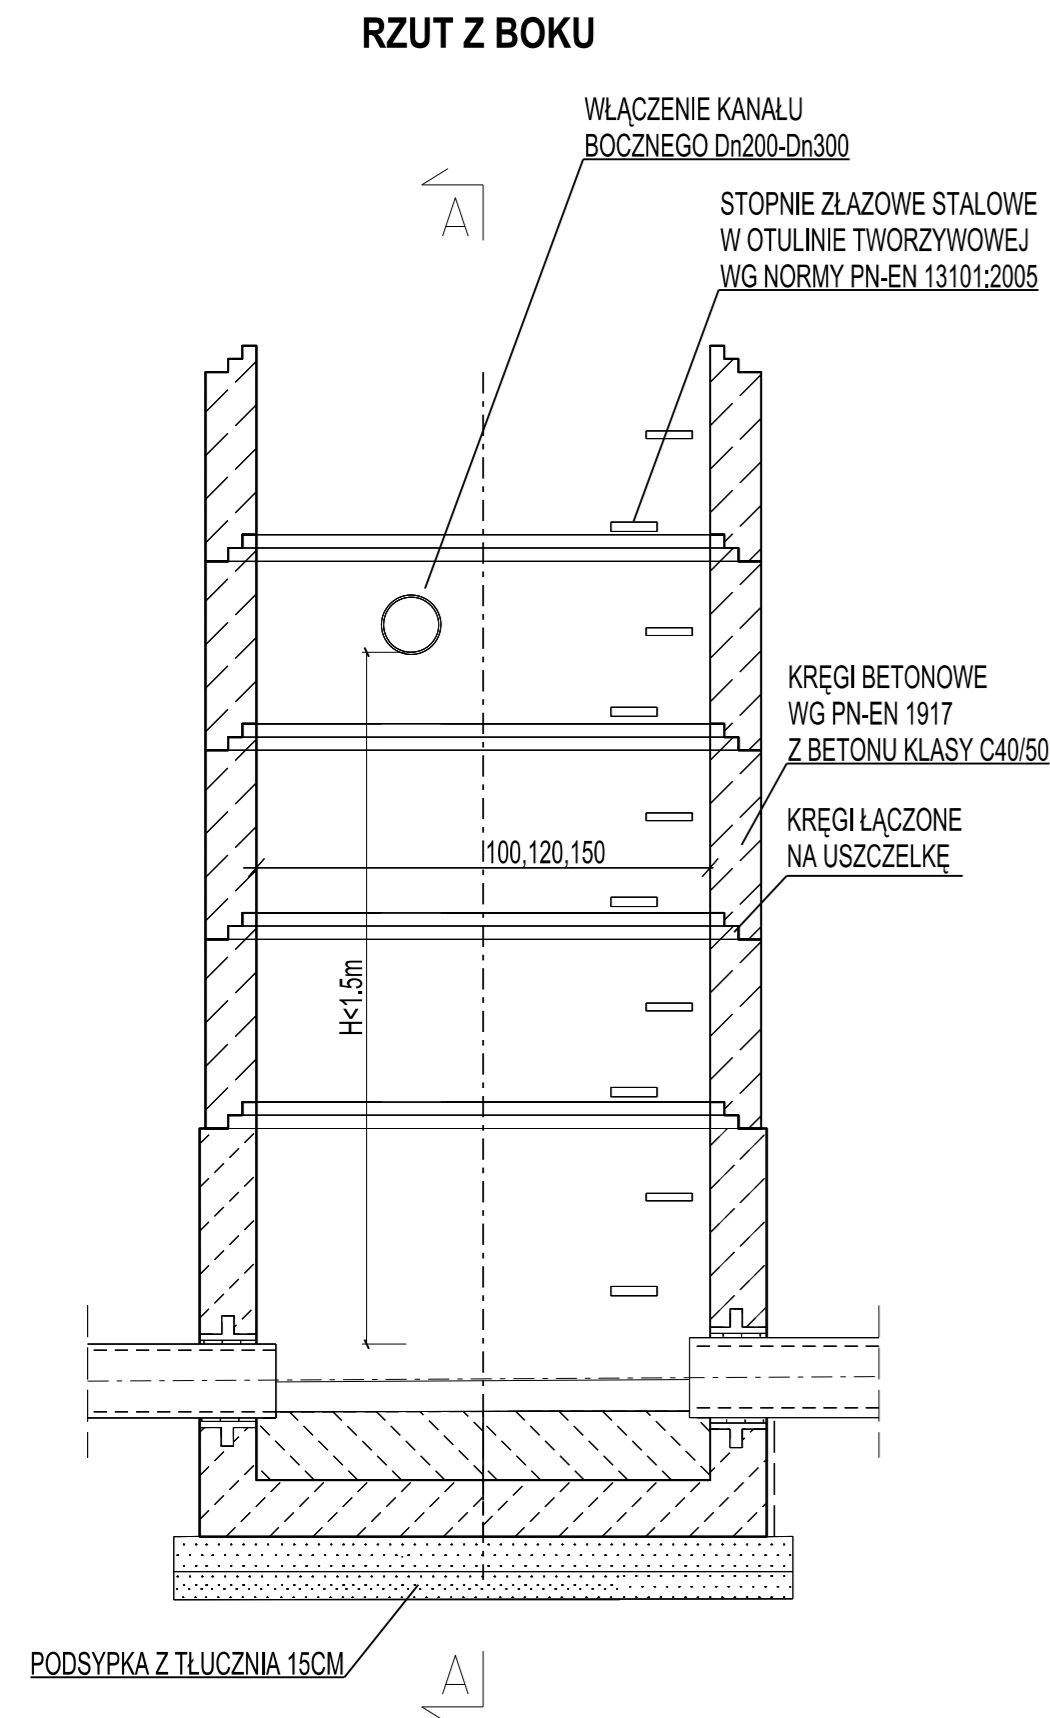 RZUT Z BOKU
WŁĄCZENIE KANAŁU
BOCZNEGO Dn200-Dn300
A
STOPNIE ZŁAZOWE STALOWE
W OTULINIE TWORZYWOWEJ
WG NORMY PN-EN 13101:2005
KRĘGI BETONOWE
WG PN-EN 1917
Z BETONU KLASY C40/50
KRĘGI ŁĄCZONE
NA USZCZELKĘ
100,120,150
H<1.5m
PODSYPKA Z TŁUCZNIA 15CM
A